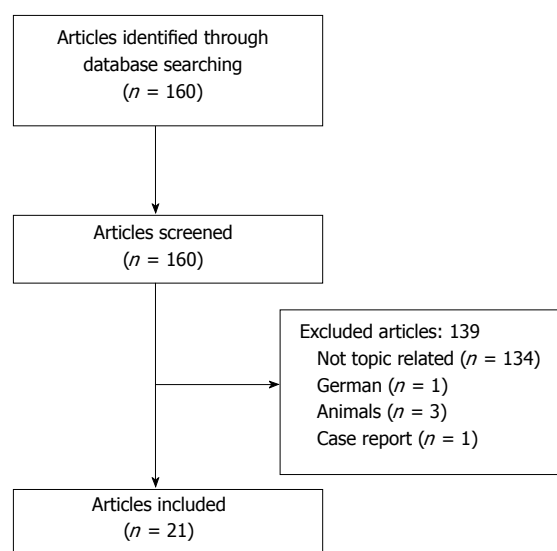 Articles identified through
database searching
(n = 160)
Articles screened
(n = 160)
Excluded articles: 139
Not topic related (n = 134)
German (n = 1)
Animals (n = 3)
Case report (n = 1)
Articles included
(n = 21)